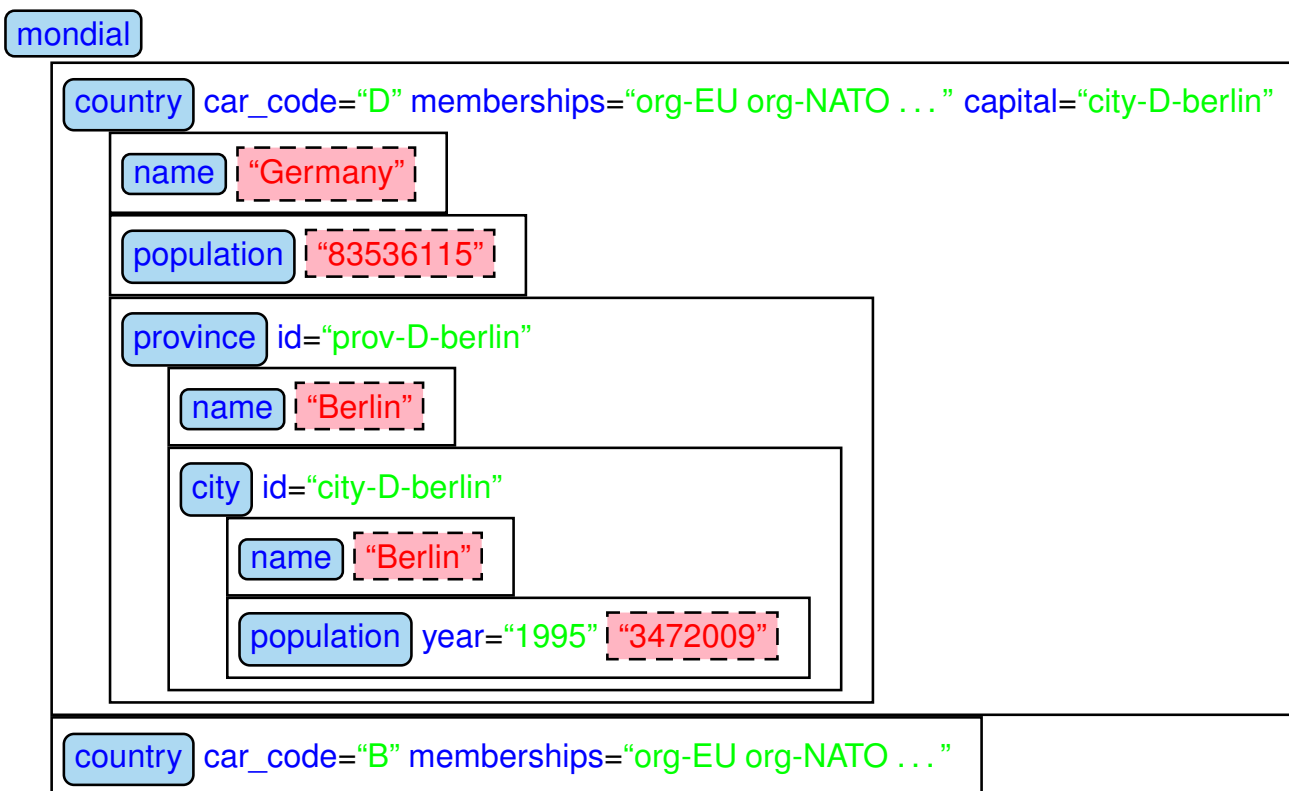 mondial
country car_code=“D” memberships=“org-EU org-NATO . . . ” capital=“city-D-berlin”
name “Germany”
population “83536115”
province id=“prov-D-berlin”
name “Berlin”
city id=“city-D-berlin”
name “Berlin”
population year=“1995” “3472009”
country car_code=“B” memberships=“org-EU org-NATO . . . ”